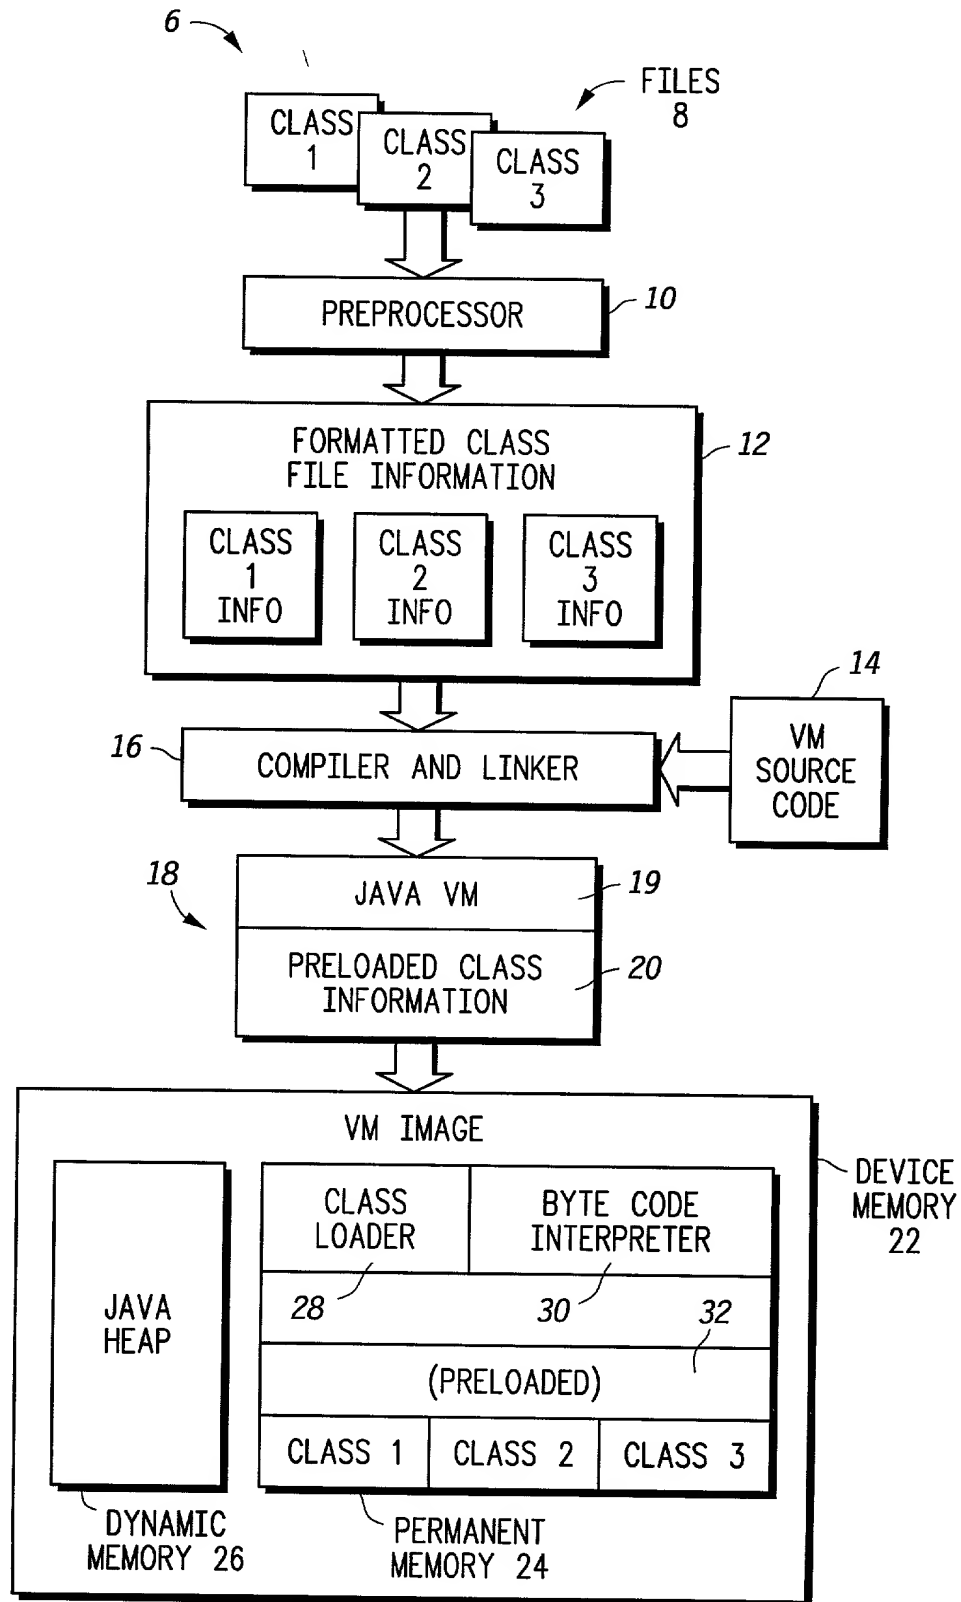 6
FILES
8
CLASS
1
CLASS
2
CLASS
3
PREPROCESSOR
10
FORMATTED CLASS
FILE INFORMATION
12
CLASS
1
INFO
CLASS
2
INFO
CLASS
3
INFO
14
VM
SOURCE
CODE
16
COMPILER AND LINKER
18
JAVA VM
19
PRELOADED CLASS
INFORMATION
20
VM IMAGE
DEVICE
MEMORY
22
JAVA
HEAP
CLASS
LOADER
BYTE CODE
INTERPRETER
28
30
32
(PRELOADED)
CLASS 1
CLASS 2
CLASS 3
DYNAMIC
MEMORY 26
PERMANENT
MEMORY 24